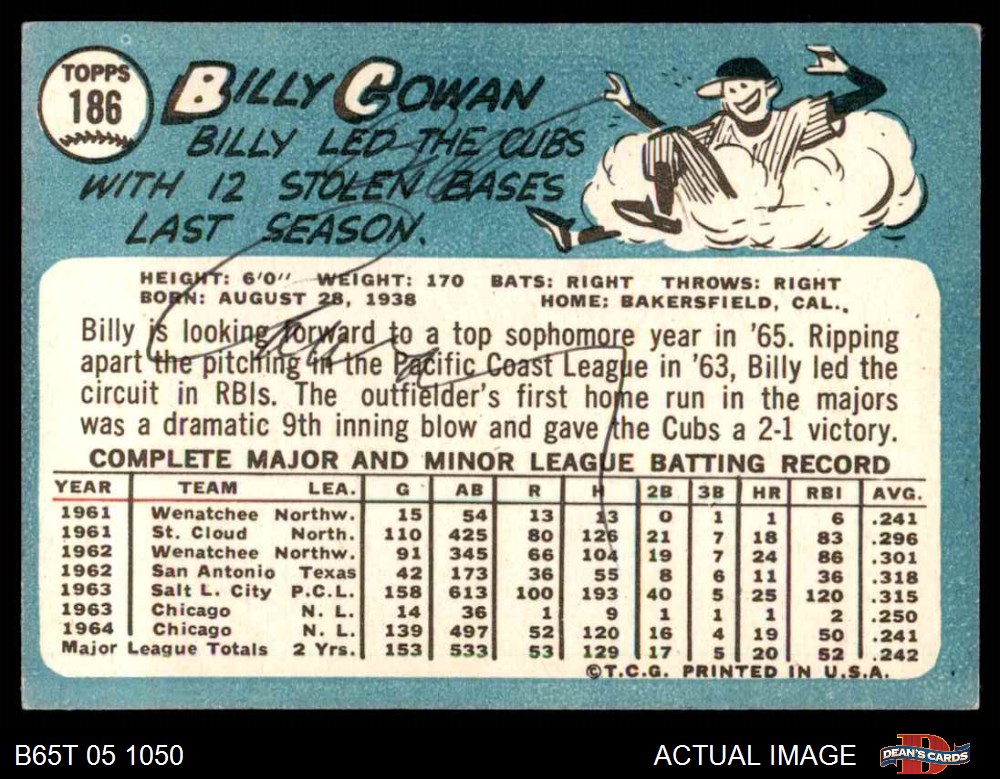 TOPPS
186
BILLY COWAN
BILLY LED THE CUBS
WITH 12 STOLEN BASES
LAST SEASON.
HEIGHT: 6'0" WEIGHT: 170 BATS: RIGHT THROWS: RIGHT
BORN: AUGUST 28, 1938 HOME: BAKERSFIELD, CAL..
Billy is looking forward to a top sophomore year in '65. Ripping
apart the pitching in the Pacific Coast League in '63, Billy led the
circuit in RBIs. The outfielder's first home run in the majors
was a dramatic 9th inning blow and gave the Cubs a 2-1 victory.
COMPLETE MAJOR AND MINOR LEAGUE BATTING RECORD
YEAR TEAM LEA. G AB R H 2B 3B HR RBI AVG.
1961 Wenatchee Northw. 15 54 13 13 0 1 1 6 .241
1961 St. Cloud North. 110 425 80 126 21 7 18 83 .296
1962 Wenatchee Northw. 91 345 66 104 19 7 24 86 .301
1962 San Antonio Texas 42 173 36 55 8 6 11 36 .318
1963 Salt L. City P.C.L. 158 613 100 193 40 5 25 120 .315
1963 Chicago N. L. 14 36 1 9 1 1 1 2 .250
1964 Chicago N. L. 139 497 52 120 16 4 19 50 .241
Major League Totals 2 Yrs. 153 533 53 129 17 5 20 52 .242
©T.C.G. PRINTED IN U.S.A.
B65T 05 1050 ACTUAL IMAGE DEAN'S CARDS